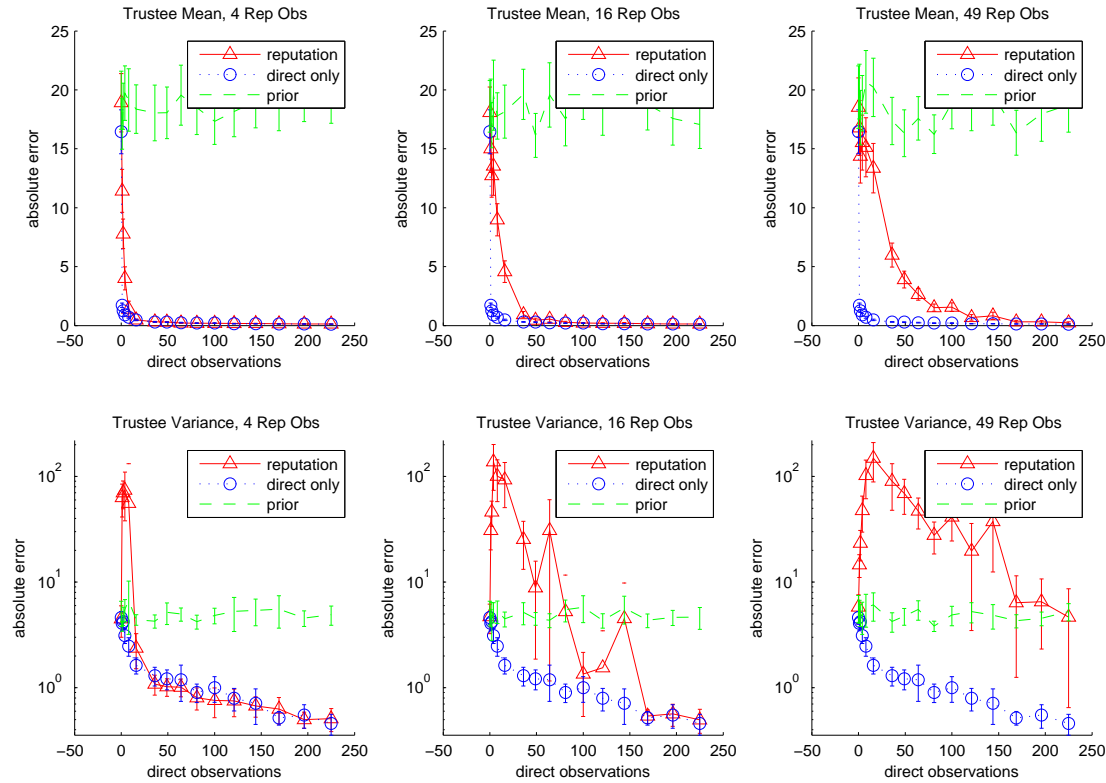 Trustee Mean, 4 Rep Obs
25
20
15
10
5
0
absolute error
−50 0 50 100 150 200 250
direct observations
reputation
direct only
prior
Trustee Mean, 16 Rep Obs
25
20
15
10
5
0
absolute error
−50 0 50 100 150 200 250
direct observations
reputation
direct only
prior
Trustee Mean, 49 Rep Obs
25
20
15
10
5
0
absolute error
−50 0 50 100 150 200 250
direct observations
reputation
direct only
prior
Trustee Variance, 4 Rep Obs
10^2
10^1
10^0
absolute error
−50 0 50 100 150 200 250
direct observations
reputation
direct only
prior
Trustee Variance, 16 Rep Obs
10^2
10^1
10^0
absolute error
−50 0 50 100 150 200 250
direct observations
reputation
direct only
prior
Trustee Variance, 49 Rep Obs
10^2
10^1
10^0
absolute error
−50 0 50 100 150 200 250
direct observations
reputation
direct only
prior